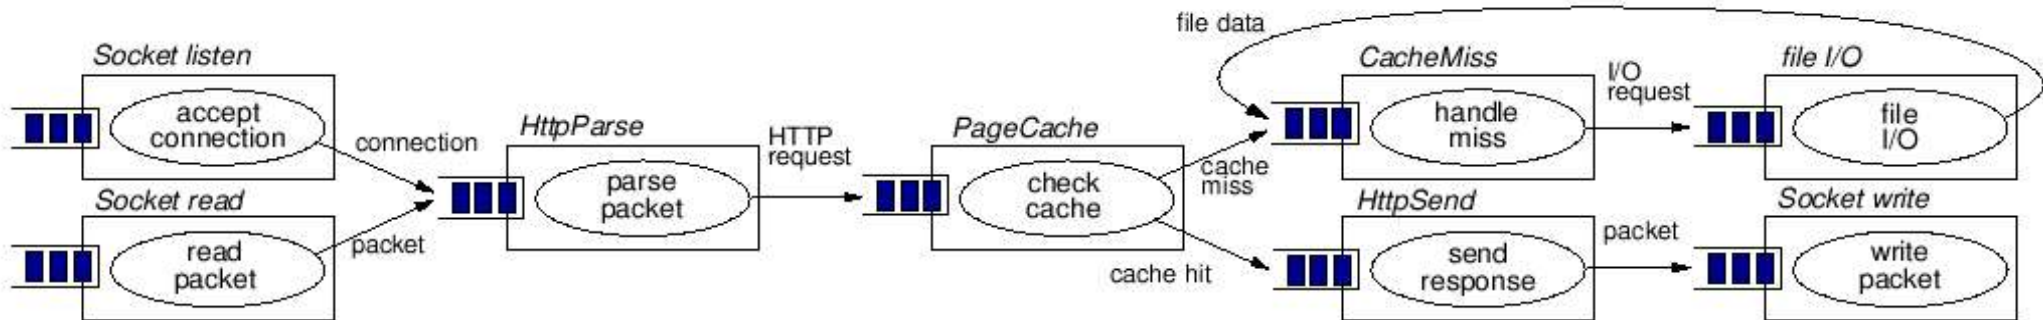 file data
Socket listen
accept
connection
connection
Socket read
read
packet
packet
HttpParse
parse
packet
HTTP
request
PageCache
check
cache
cache
miss
cache hit
CacheMiss
handle
miss
I/O
request
file I/O
file
I/O
HttpSend
send
response
packet
Socket write
write
packet